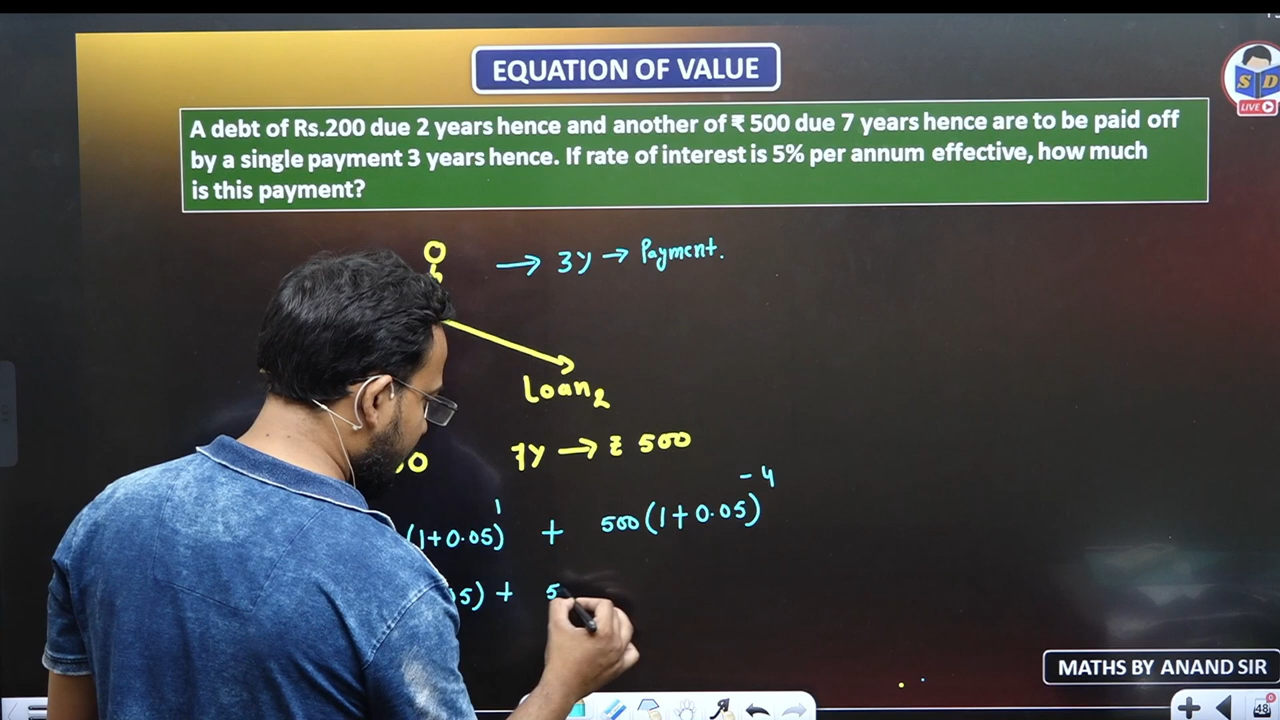 EQUATION OF VALUE
S D
LIVE
A debt of Rs.200 due 2 years hence and another of ₹ 500 due 7 years hence are to be paid off
by a single payment 3 years hence. If rate of interest is 5% per annum effective, how much
is this payment?
→ 3Y → Payment.
Loan₂
7Y → ₹ 500
(1+0.05)¹ + 500(1+0.05)⁻⁴
5) + 5
MATHS BY ANAND SIR
48